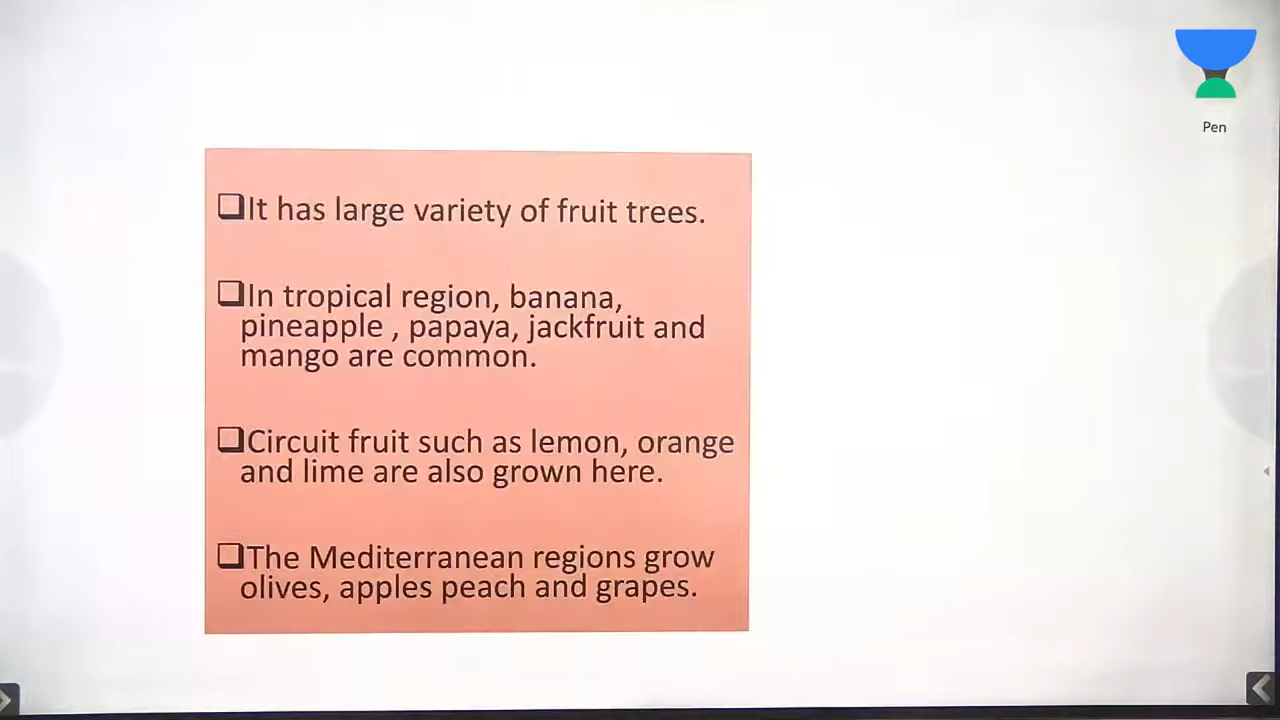 Pen
❑It has large variety of fruit trees.
❑In tropical region, banana,
pineapple , papaya, jackfruit and
mango are common.
❑Circuit fruit such as lemon, orange
and lime are also grown here.
❑The Mediterranean regions grow
olives, apples peach and grapes.